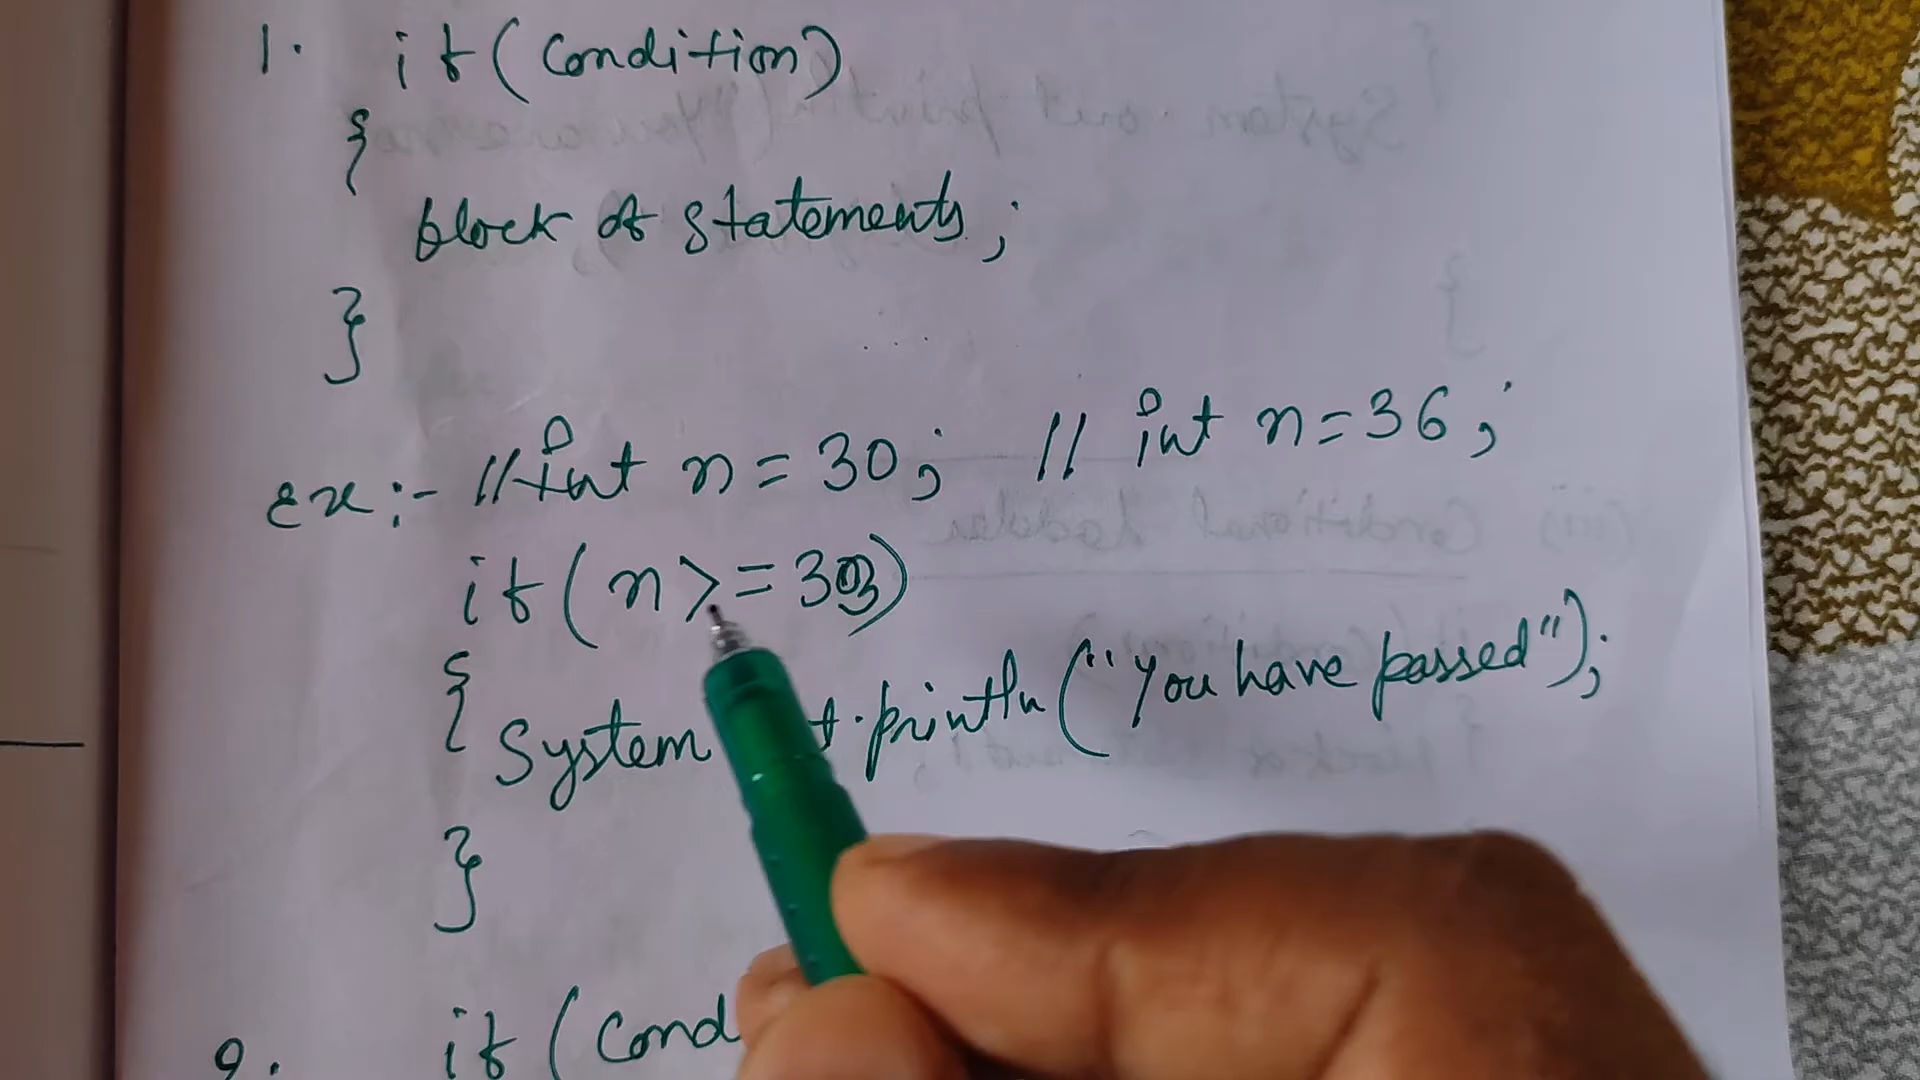 1. if (Condition)
{
block of statements;
}
Ex:- //int n = 30; // int n=36;
if (n>=33)
{
System t.println ("You have passed");
}
if (Cond